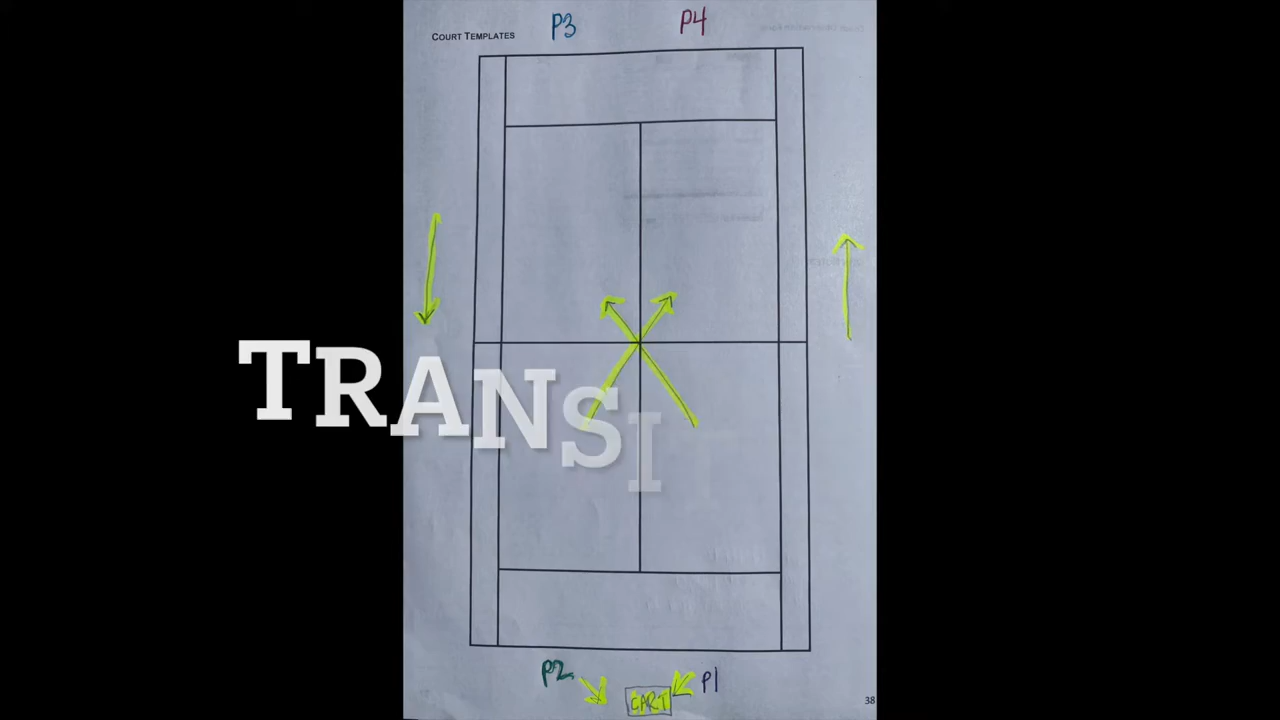 P3 P4
COURT TEMPLATES
TRANSI
P2 P1
CART
38